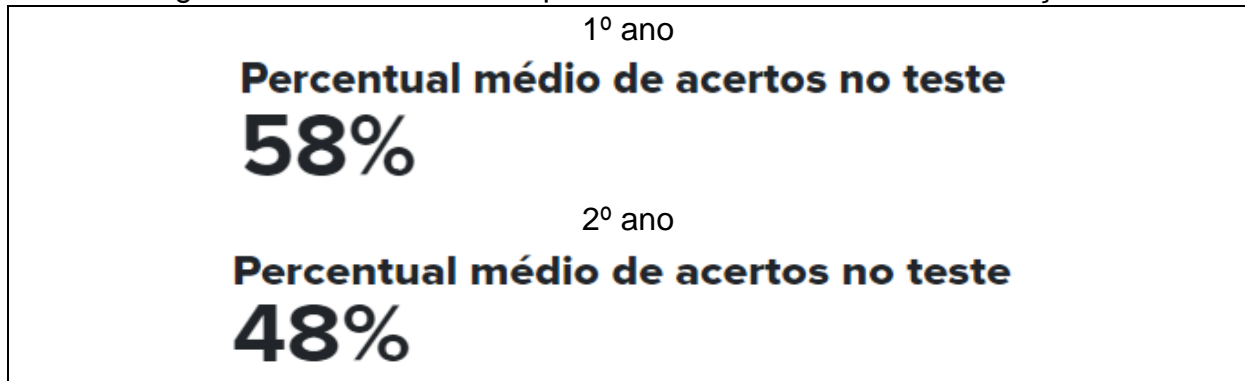 1º ano
Percentual médio de acertos no teste
58%
2º ano
Percentual médio de acertos no teste
48%